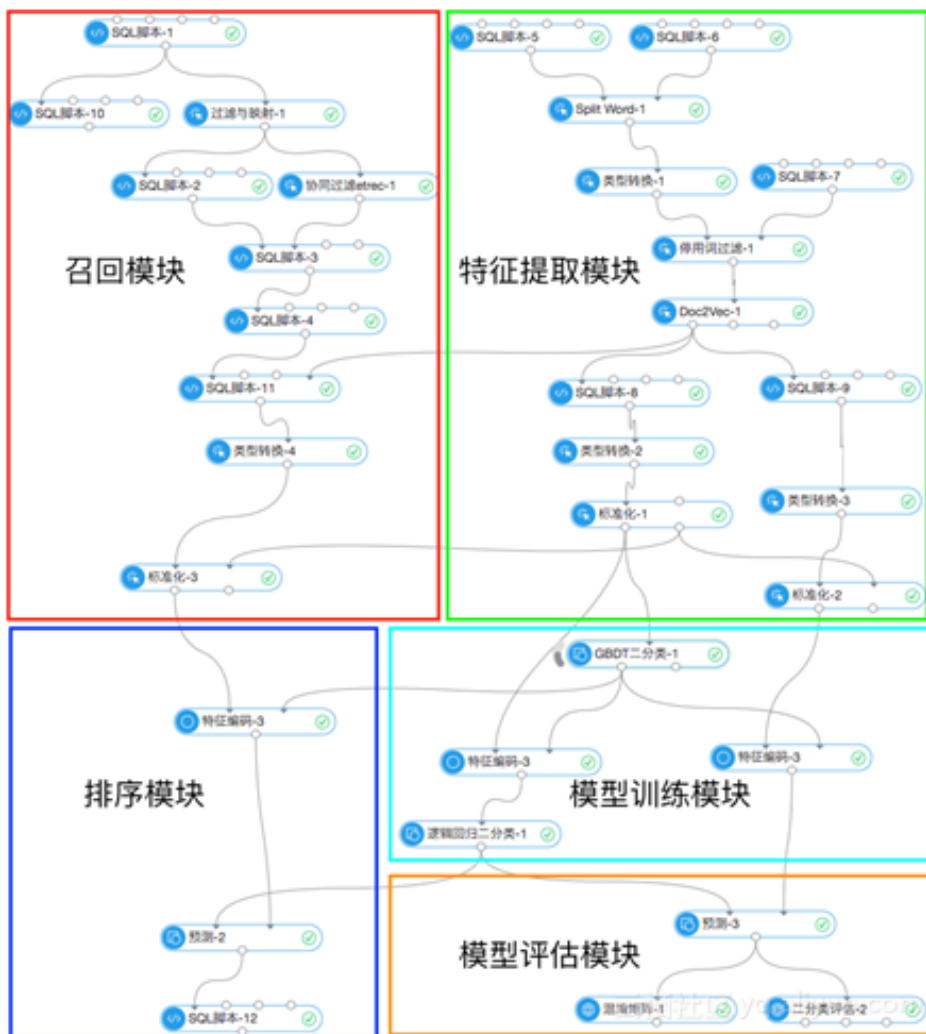 SQL脚本-1
SQL脚本-10
过滤与映射-1
SQL脚本-2
协同过滤etrec-1
SQL脚本-3
召回模块
SQL脚本-4
SQL脚本-11
类型转换-4
标准化-3
SQL脚本-5
SQL脚本-6
Split Word-1
类型转换-1
SQL脚本-7
停用词过滤-1
特征提取模块
Doc2Vec-1
SQL脚本-8
SQL脚本-9
类型转换-2
类型转换-3
标准化-1
标准化-2
特征编码-3
排序模块
预测-2
SQL脚本-12
GBDT二分类-1
特征编码-3
特征编码-3
模型训练模块
逻辑回归二分类-1
预测-3
模型评估模块
混淆矩阵-1
二分类评估-2